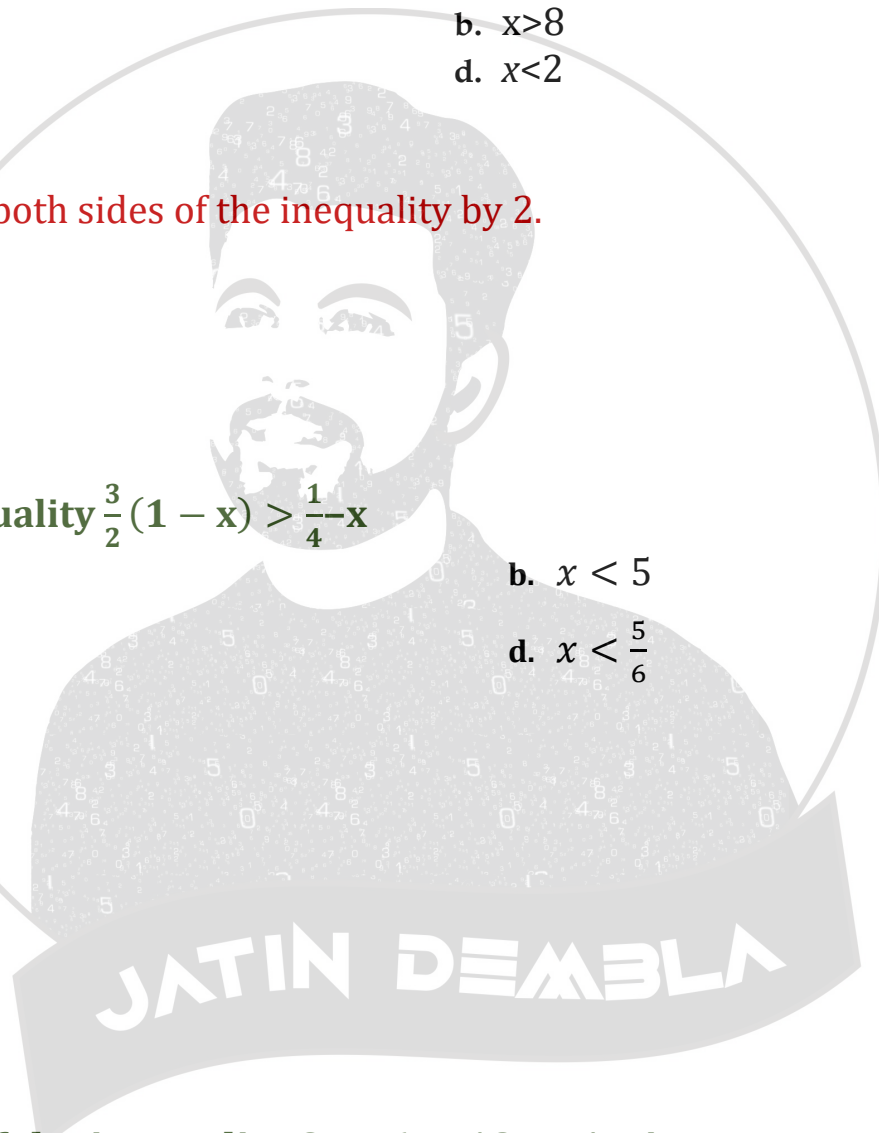 b. x>8
d. x<2
both sides of the inequality by 2.
uality 3/2 (1 − x) > 1/4–x
b. x < 5
d. x < 5/6
JATIN DEMBLA